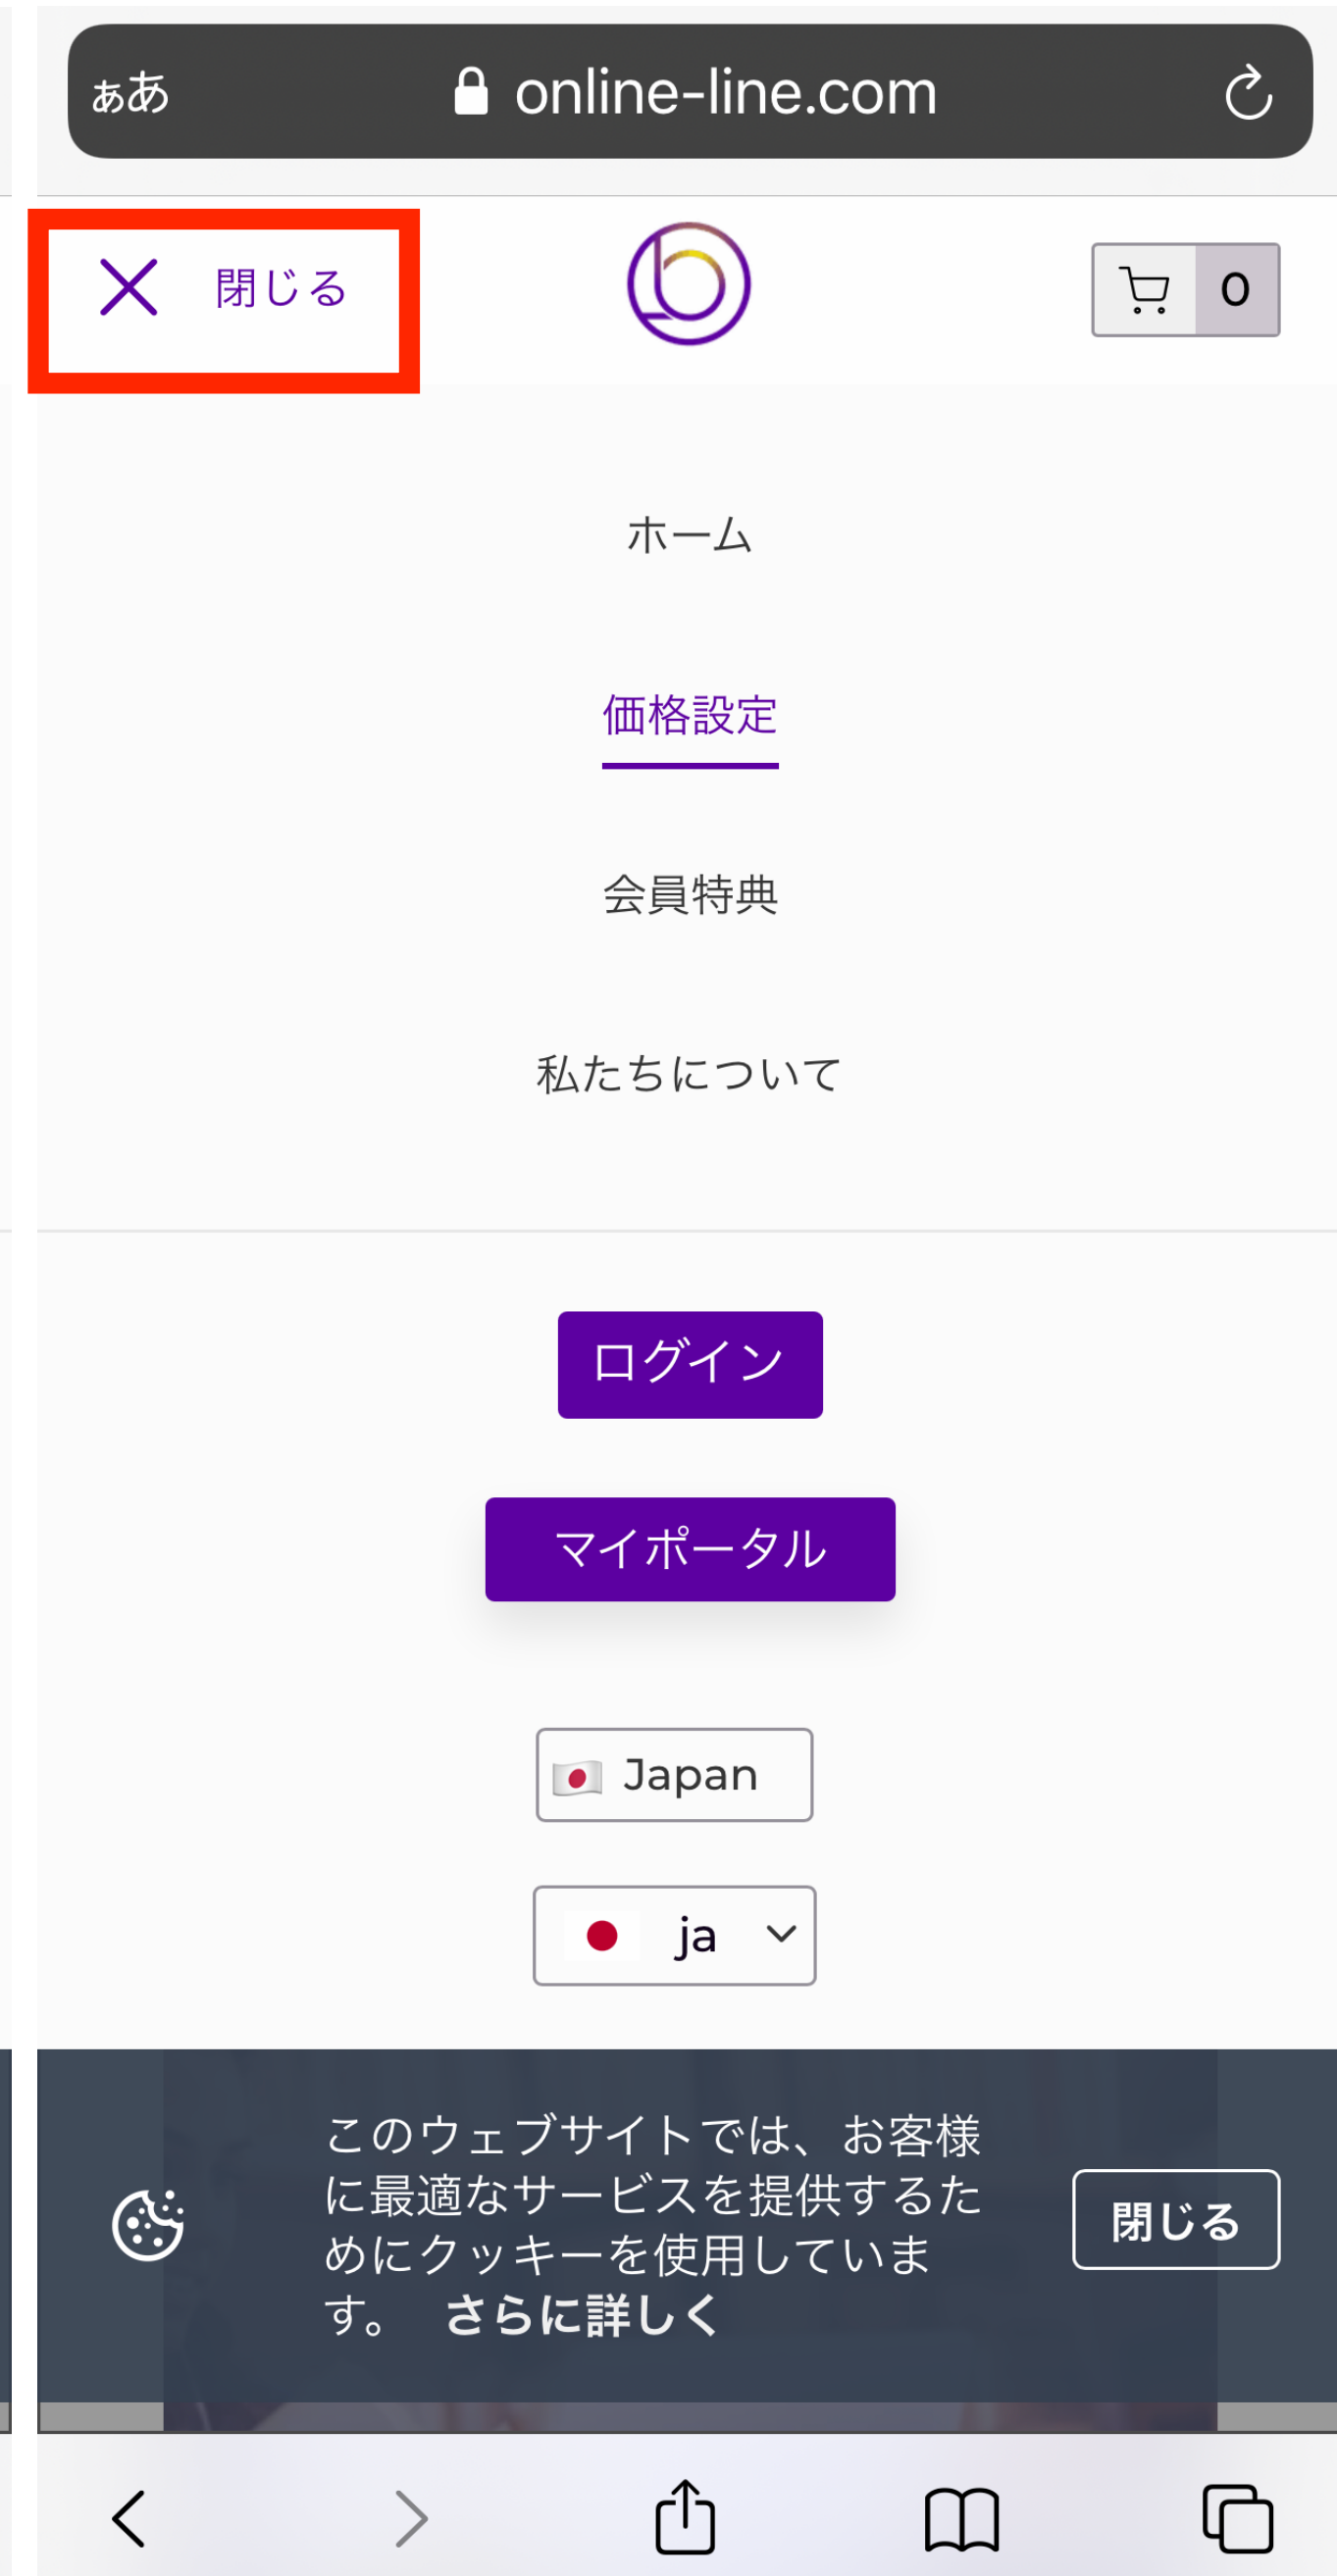 ぁあ online-line.com
閉じる
0
ホーム
価格設定
会員特典
私たちについて
ログイン
マイポータル
Japan
ja
このウェブサイトでは、お客様
に最適なサービスを提供するた
めにクッキーを使用していま
す。 さらに詳しく
閉じる